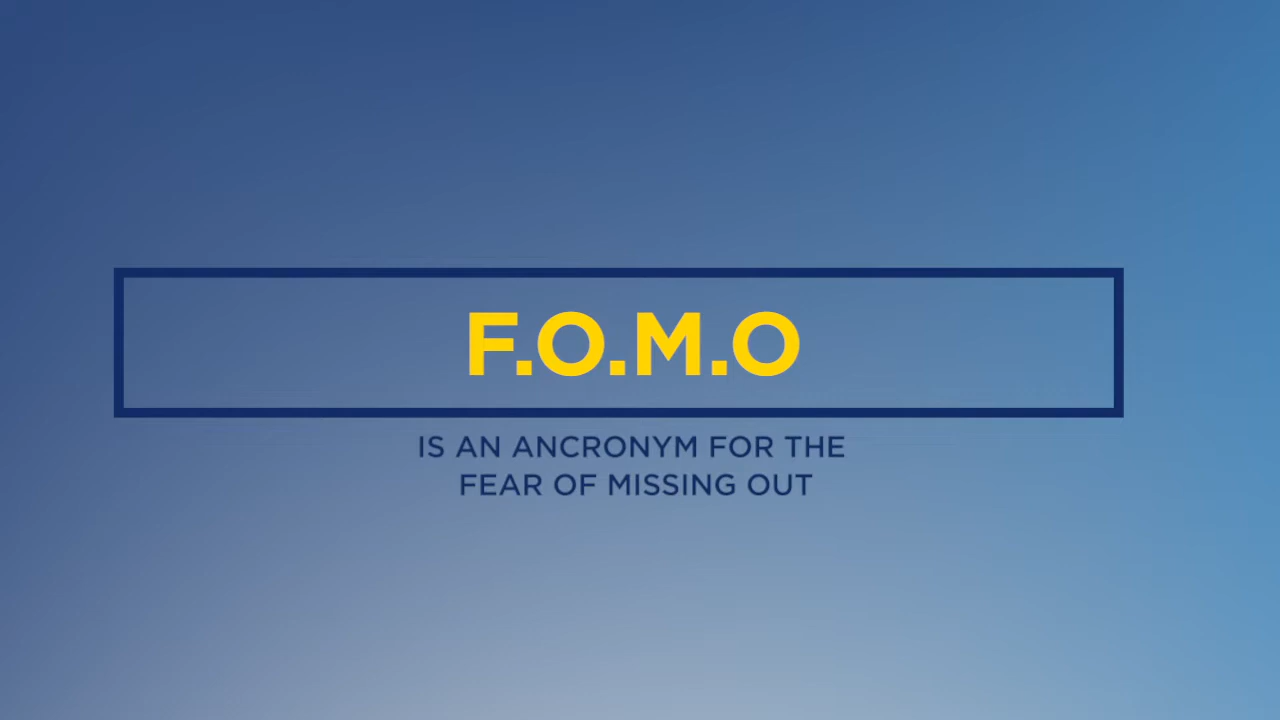 F.O.M.O
IS AN ANCRONYM FOR THE
FEAR OF MISSING OUT